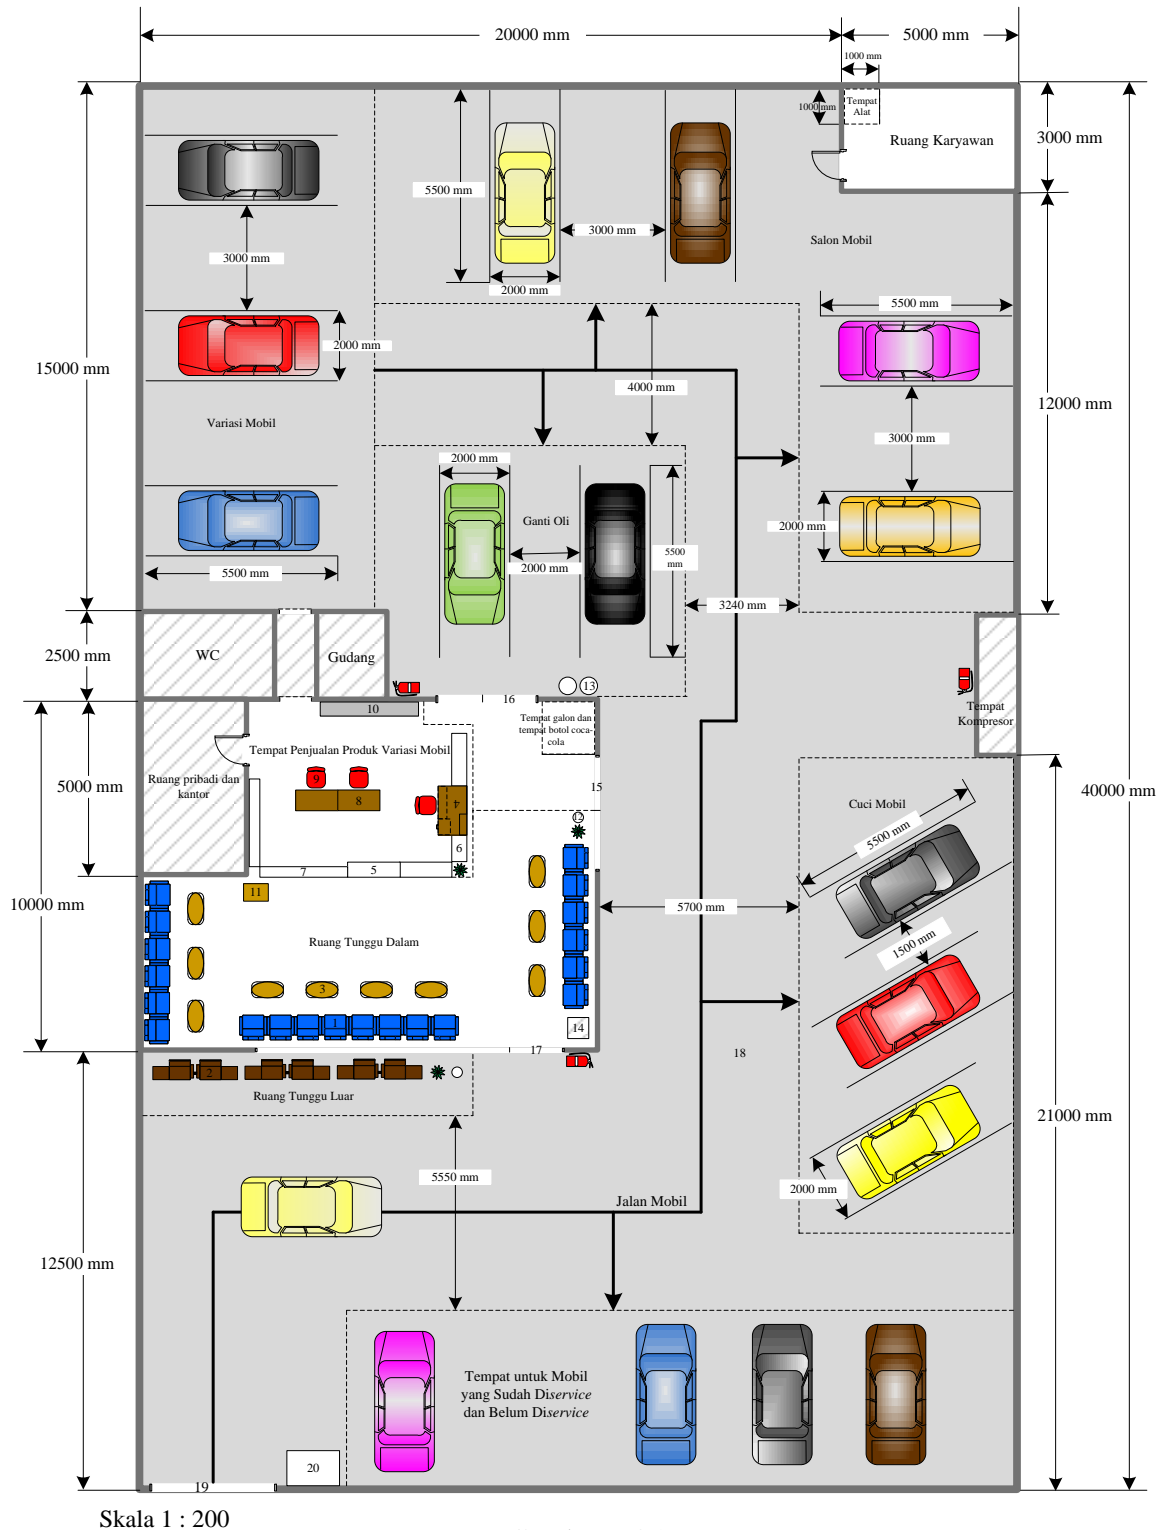 20000 mm
5000 mm
1000 mm
1000 mm
Tempat
Alat
Ruang Karyawan
3000 mm
5500 mm
3000 mm
Salon Mobil
3000 mm
2000 mm
5500 mm
2000 mm
15000 mm
4000 mm
12000 mm
Variasi Mobil
3000 mm
2000 mm
Ganti Oli
2000 mm
2000 mm
5500
mm
5500 mm
3240 mm
2500 mm
WC
Gudang
13
16
10
Tempat galon dan
tempat botol coca-
cola
Tempat
Kompresor
Tempat Penjualan Produk Variasi Mobil
Ruang pribadi dan
kantor
5000 mm
9
8
4
15
40000 mm
Cuci Mobil
5500 mm
12
6
7
5
11
10000 mm
5700 mm
Ruang Tunggu Dalam
1500 mm
3
1
14
17
18
2
Ruang Tunggu Luar
21000 mm
5550 mm
2000 mm
Jalan Mobil
12500 mm
Tempat untuk Mobil
yang Sudah Diservice
dan Belum Diservice
20
19
Skala 1 : 200